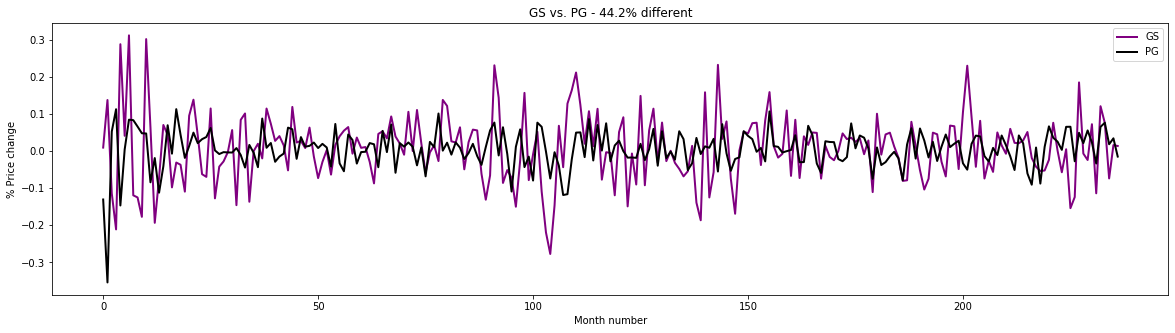 GS vs. PG - 44.2% different
GS
PG
% Price change
0.3
0.2
0.1
0.0
−0.1
−0.2
−0.3
0
50
100
150
200
Month number